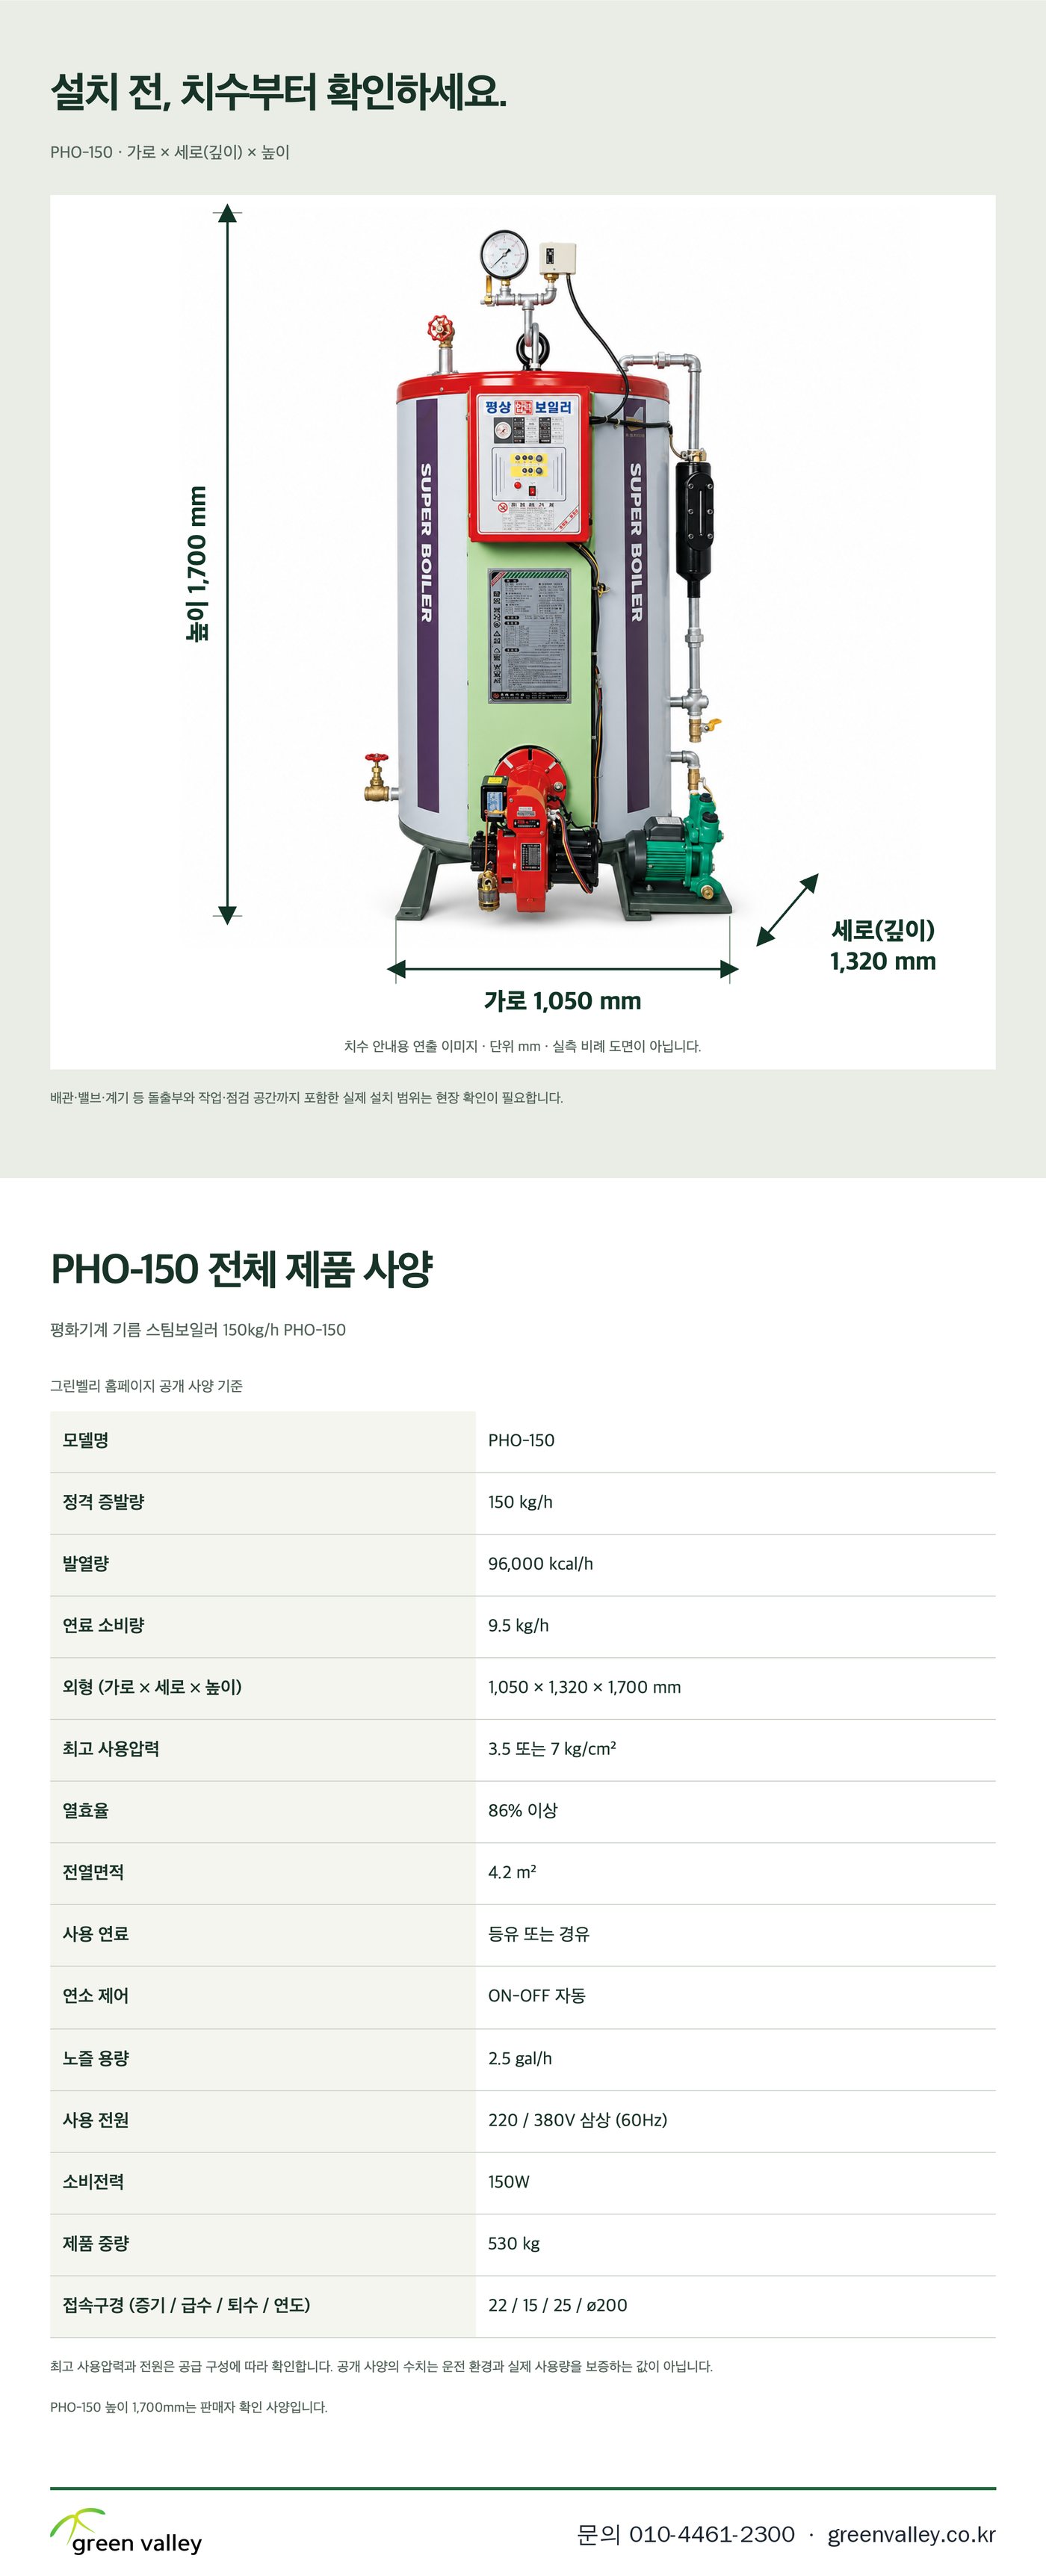 설치 전, 치수부터 확인하세요.
PHO-150 · 가로 × 세로(깊이) × 높이
높이 1,700 mm
평상 압력 보일러
SUPER BOILER
SUPER BOILER
세로(깊이)
1,320 mm
가로 1,050 mm
치수 안내용 연출 이미지 · 단위 mm · 실측 비례 도면이 아닙니다.
배관·밸브·계기 등 돌출부와 작업·점검 공간까지 포함한 실제 설치 범위는 현장 확인이 필요합니다.
PHO-150 전체 제품 사양
평화기계 기름 스팀보일러 150kg/h PHO-150
그린벨리 홈페이지 공개 사양 기준
모델명 PHO-150
정격 증발량 150 kg/h
발열량 96,000 kcal/h
연료 소비량 9.5 kg/h
외형 (가로 × 세로 × 높이) 1,050 × 1,320 × 1,700 mm
최고 사용압력 3.5 또는 7 kg/cm²
열효율 86% 이상
전열면적 4.2 m²
사용 연료 등유 또는 경유
연소 제어 ON-OFF 자동
노즐 용량 2.5 gal/h
사용 전원 220 / 380V 삼상 (60Hz)
소비전력 150W
제품 중량 530 kg
접속구경 (증기 / 급수 / 퇴수 / 연도) 22 / 15 / 25 / ø200
최고 사용압력과 전원은 공급 구성에 따라 확인합니다. 공개 사양의 수치는 운전 환경과 실제 사용량을 보증하는 값이 아닙니다.
PHO-150 높이 1,700mm는 판매자 확인 사양입니다.
green valley
문의 010-4461-2300 · greenvalley.co.kr